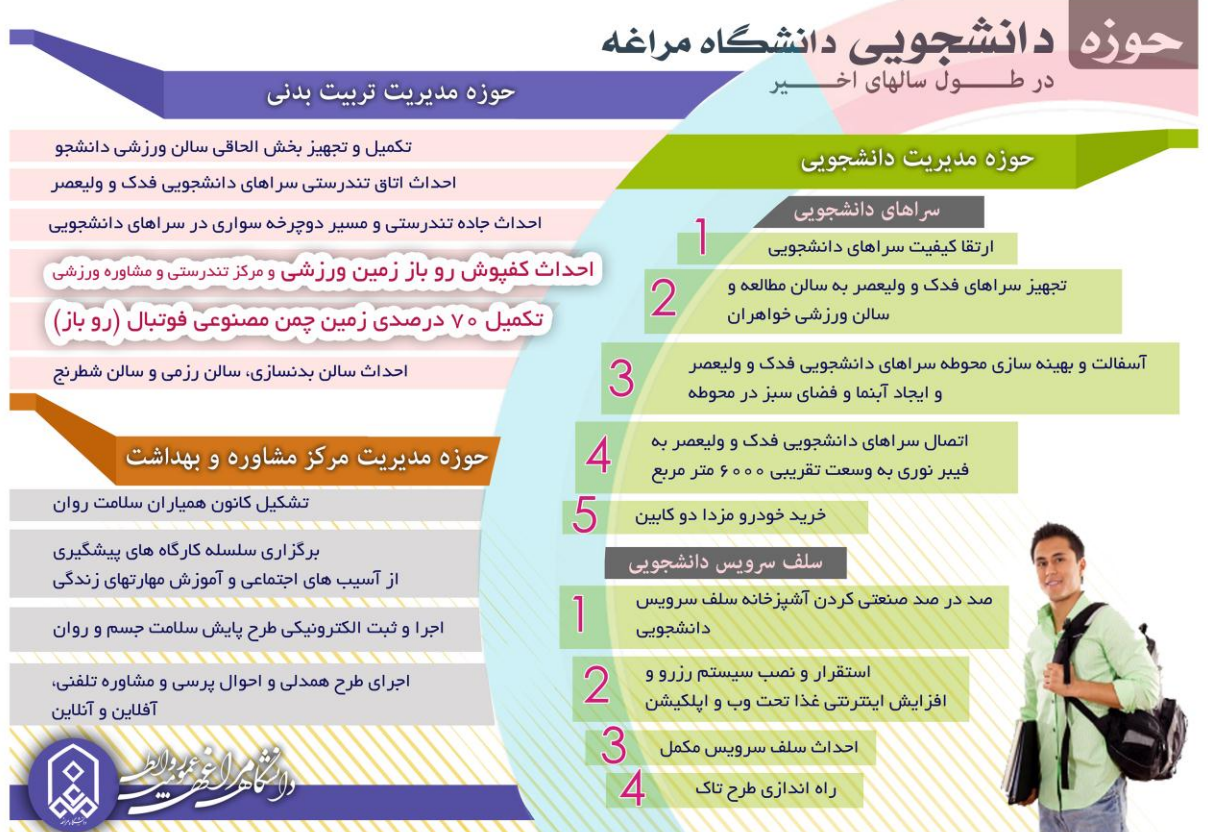 حوزه دانشجویی دانشگاه مراغه
در طـــــول سالهای اخـــــیر
حوزه مدیریت دانشجویی
سراهای دانشجویی
1
ارتقا کیفیت سراهای دانشجویی
2
تجهیز سراهای فدک و ولیعصر به سالن مطالعه و
سالن ورزشی خواهران
3
آسفالت و بهینه سازی محوطه سراهای دانشجویی فدک و ولیعصر
و ایجاد آبنما و فضای سبز در محوطه
4
اتصال سراهای دانشجویی فدک و ولیعصر به
فیبر نوری به وسعت تقریبی ۶۰۰۰ متر مربع
5
خرید خودرو مزدا دو کابین
سلف سرویس دانشجویی
1
صد در صد صنعتی کردن آشپزخانه سلف سرویس
دانشجویی
2
استقرار و نصب سیستم رزرو و
افزایش اینترنتی غذا تحت وب و اپلکیشن
3
احداث سلف سرویس مکمل
4
راه اندازی طرح تاک
حوزه مدیریت تربیت بدنی
تکمیل و تجهیز بخش الحاقی سالن ورزشی دانشجو
احداث اتاق تندرستی سراهای دانشجویی فدک و ولیعصر
احداث جاده تندرستی و مسیر دوچرخه سواری در سراهای دانشجویی
احداث کفپوش رو باز زمین ورزشی و مرکز تندرستی و مشاوره ورزشی
تکمیل ۷۰ درصدی زمین چمن مصنوعی فوتبال (رو باز)
احداث سالن بدنسازی، سالن رزمی و سالن شطرنج
حوزه مدیریت مرکز مشاوره و بهداشت
تشکیل کانون همیاران سلامت روان
برگزاری سلسله کارگاه های پیشگیری
از آسیب های اجتماعی و آموزش مهارتهای زندگی
اجرا و ثبت الکترونیکی طرح پایش سلامت جسم و روان
اجرای طرح همدلی و احوال پرسی و مشاوره تلفنی،
آفلاین و آنلاین
روابط عمومی دانشگاه مراغه